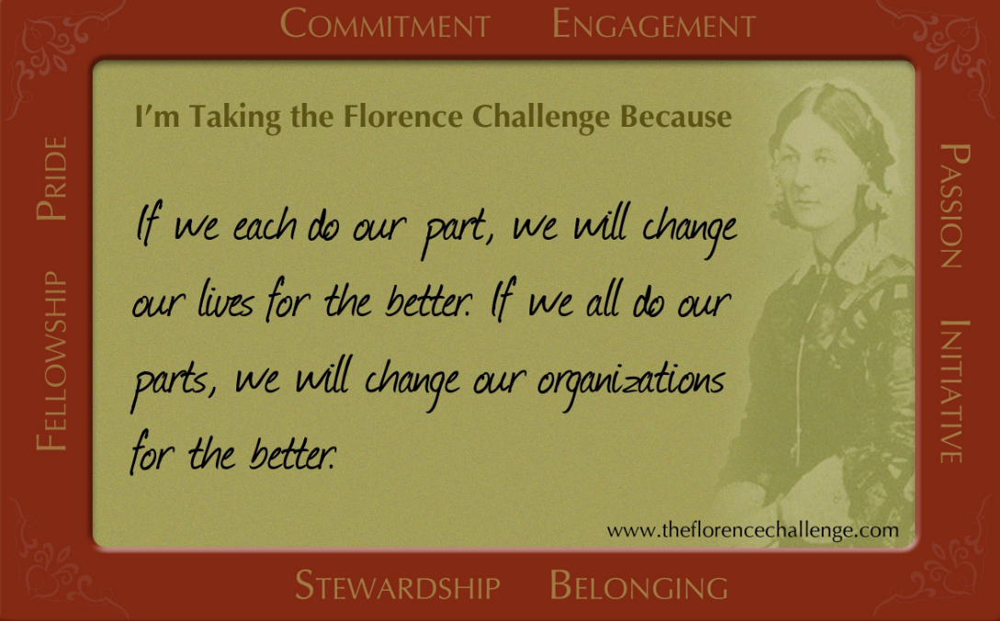 COMMITMENT ENGAGEMENT
I'm Taking the Florence Challenge Because
If we each do our part, we will change
our lives for the better. If we all do our
parts, we will change our organizations
for the better.
www.theflorencechallenge.com
FELLOWSHIP PRIDE
PASSION INITIATIVE
STEWARDSHIP BELONGING